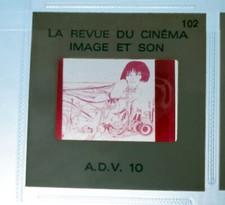 102
LA REVUE DU CINÉMA
IMAGE ET SON
A.D.V. 10